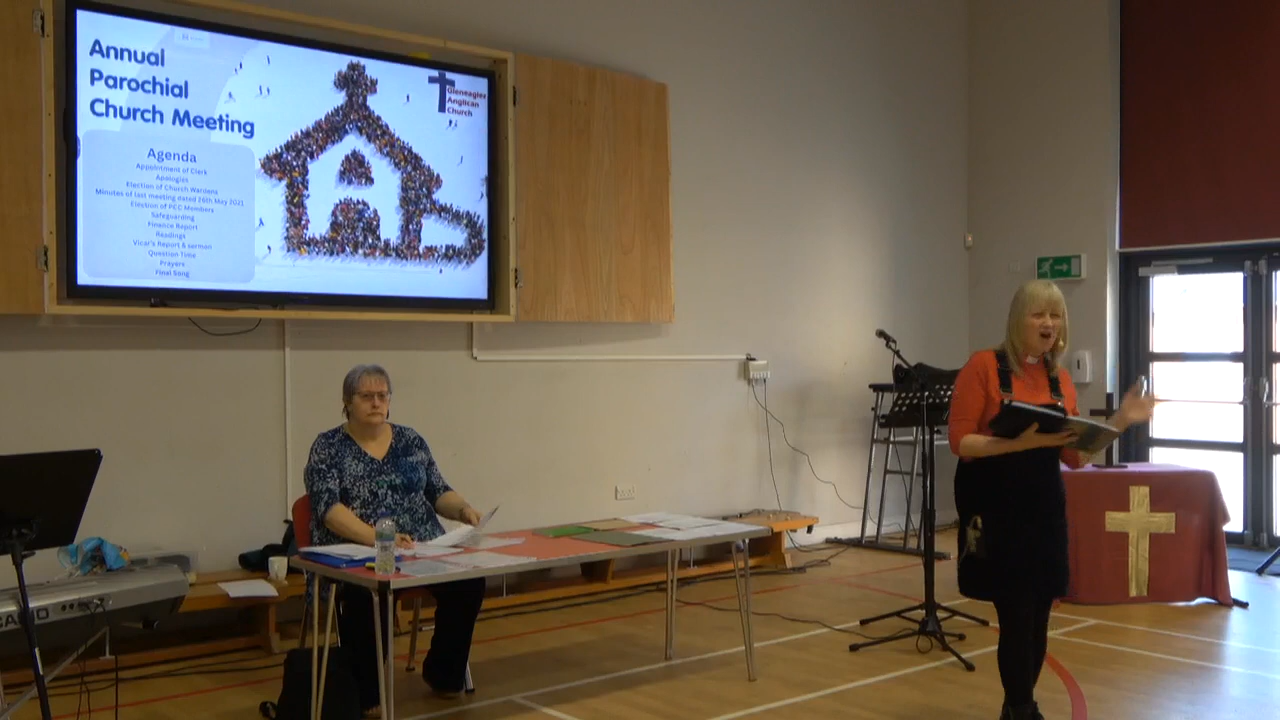 Annual
Parochial
Church Meeting
Gleneagles
Anglican
Church
Agenda
Appointment of Clerk
Apologies
Election of Church Wardens
Minutes of last meeting dated 26th May 2021
Election of PCC Members
Safeguarding
Finance Report
Readings
Vicar's Report & sermon
Question Time
Prayers
Final Song
CASIO